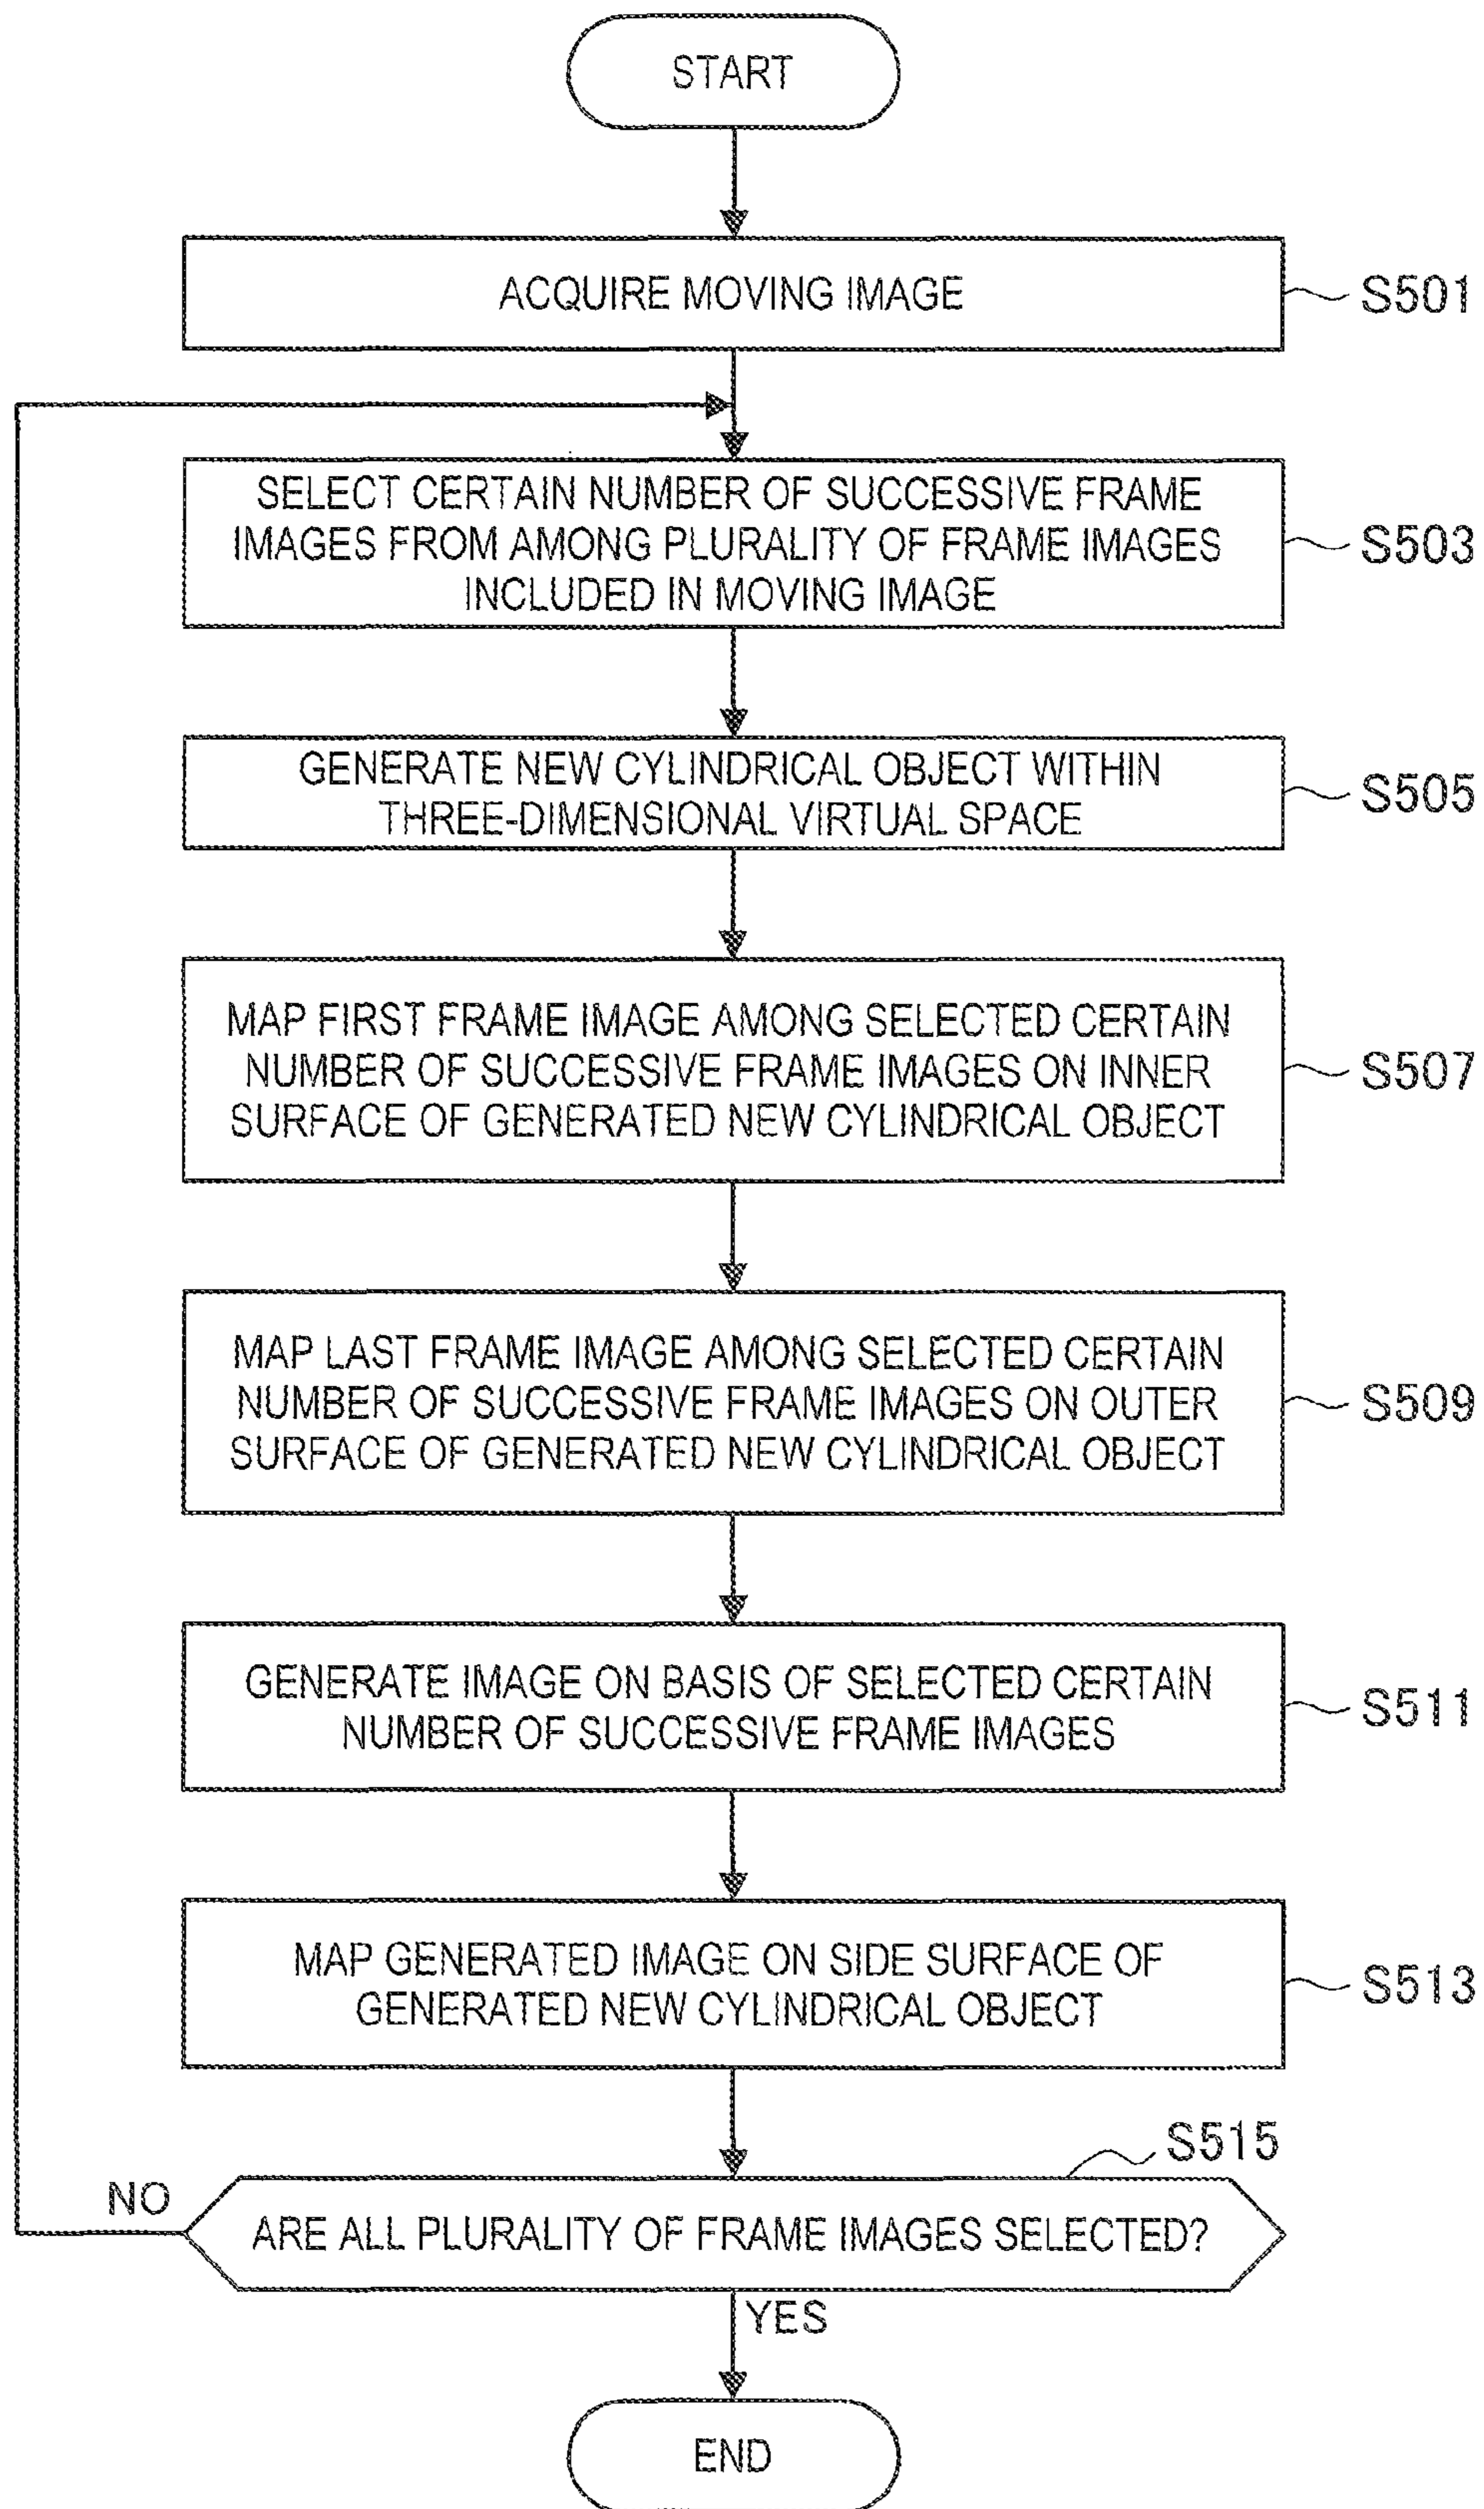 START
ACQUIRE MOVING IMAGE
S501
SELECT CERTAIN NUMBER OF SUCCESSIVE FRAME
IMAGES FROM AMONG PLURALITY OF FRAME IMAGES
INCLUDED IN MOVING IMAGE
S503
GENERATE NEW CYLINDRICAL OBJECT WITHIN
THREE-DIMENSIONAL VIRTUAL SPACE
S505
MAP FIRST FRAME IMAGE AMONG SELECTED CERTAIN
NUMBER OF SUCCESSIVE FRAME IMAGES ON INNER
SURFACE OF GENERATED NEW CYLINDRICAL OBJECT
S507
MAP LAST FRAME IMAGE AMONG SELECTED CERTAIN
NUMBER OF SUCCESSIVE FRAME IMAGES ON OUTER
SURFACE OF GENERATED NEW CYLINDRICAL OBJECT
S509
GENERATE IMAGE ON BASIS OF SELECTED CERTAIN
NUMBER OF SUCCESSIVE FRAME IMAGES
S511
MAP GENERATED IMAGE ON SIDE SURFACE OF
GENERATED NEW CYLINDRICAL OBJECT
S513
S515
NO
ARE ALL PLURALITY OF FRAME IMAGES SELECTED?
YES
END